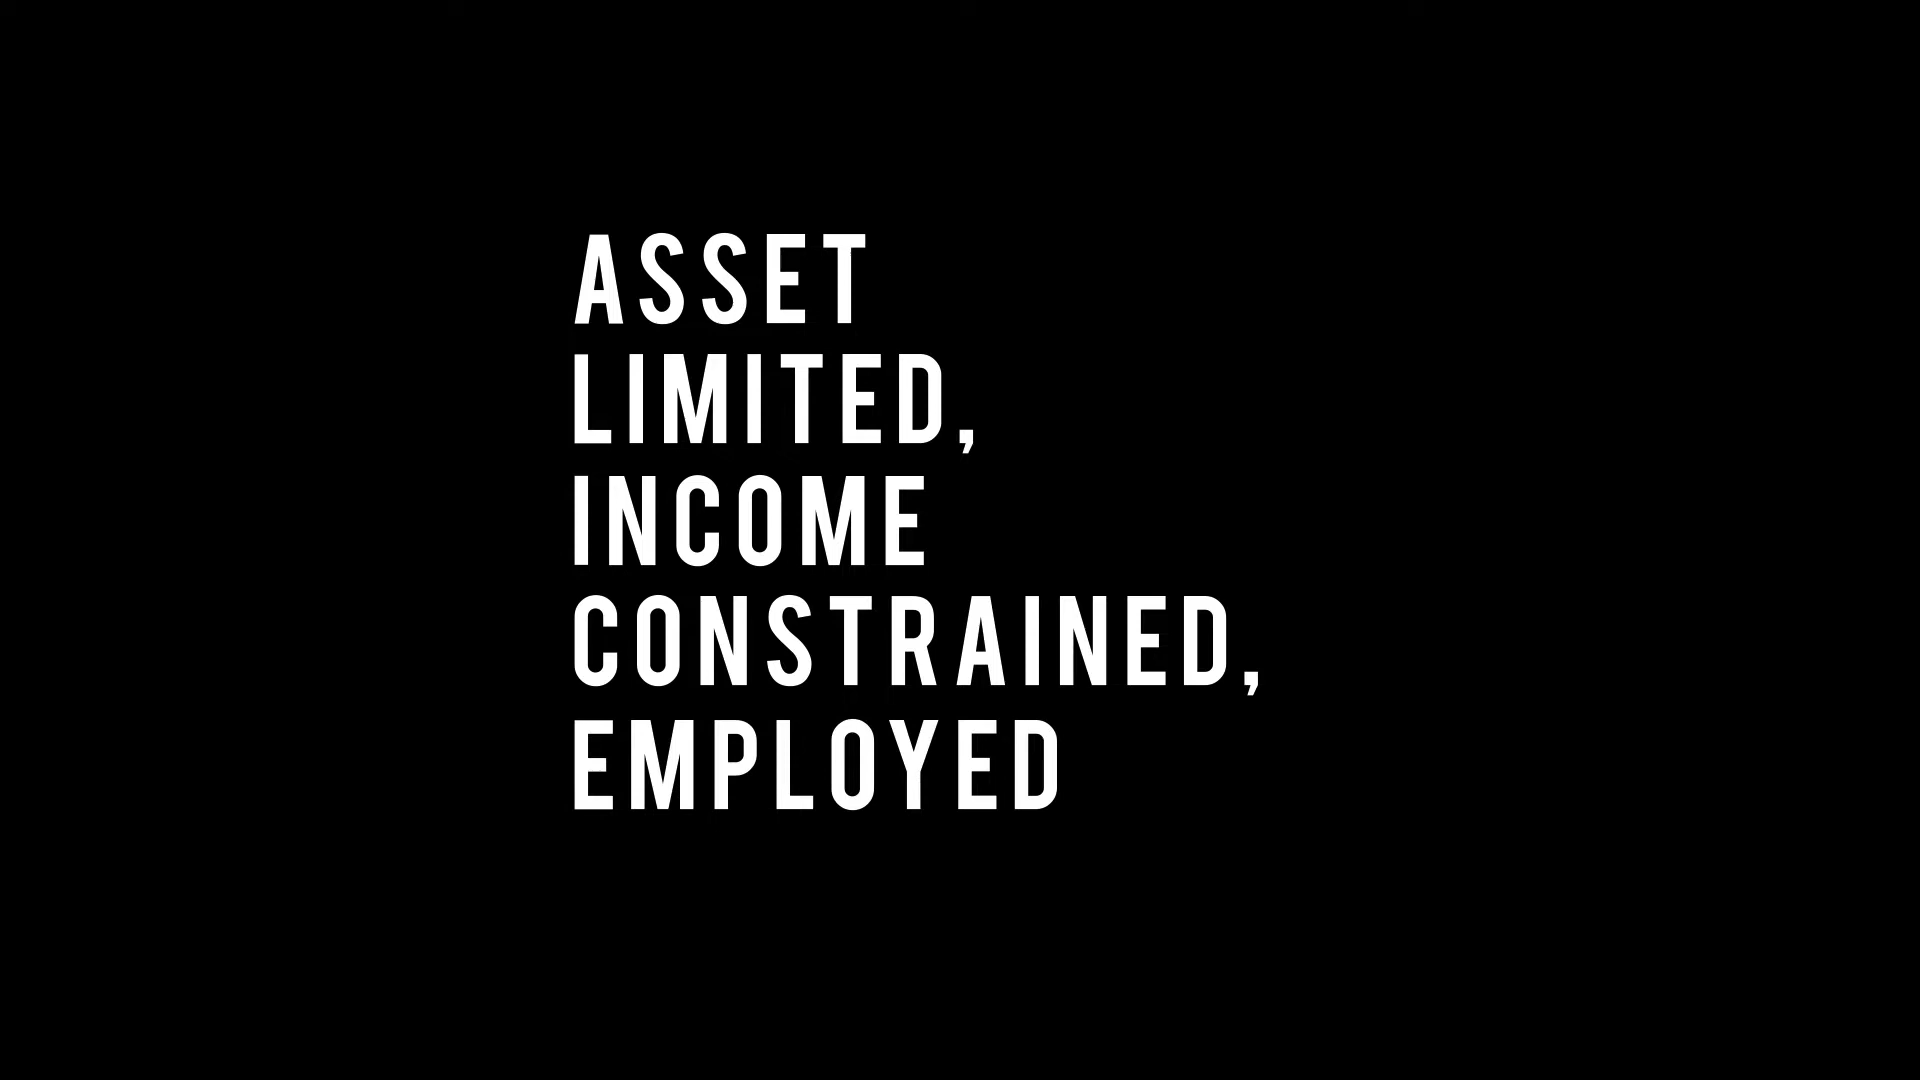 ASSET
LIMITED,
INCOME
CONSTRAINED,
EMPLOYED